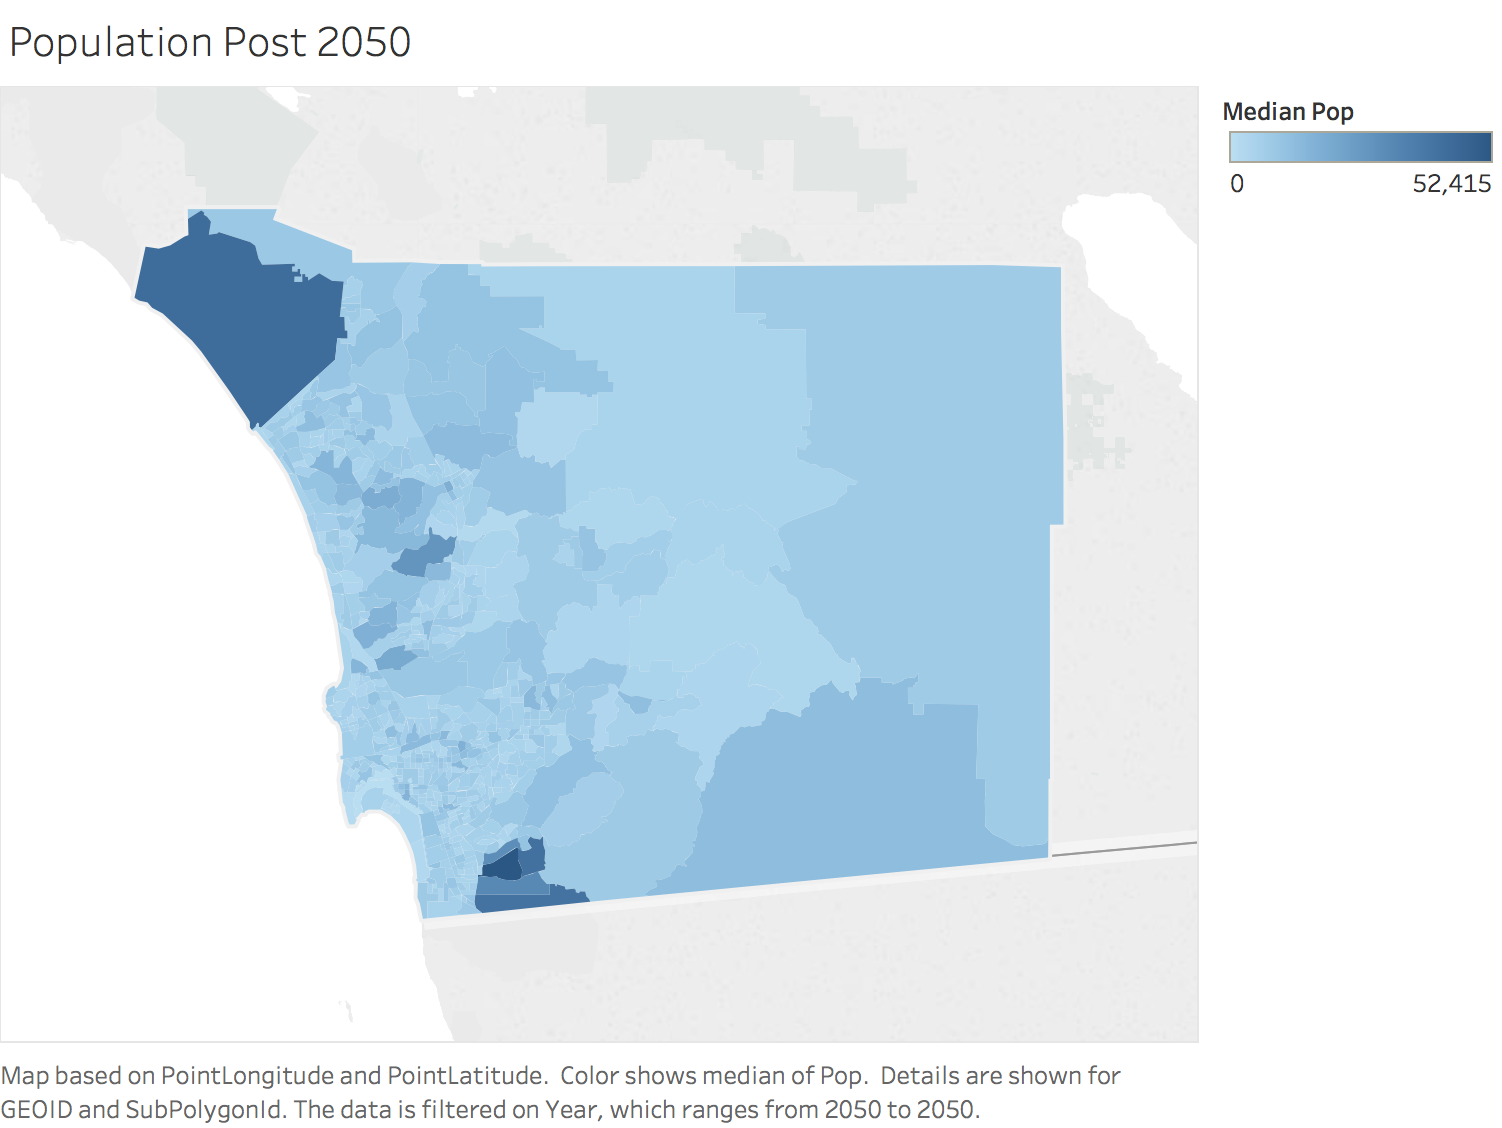 Population Post 2050
Median Pop
0 52,415
Map based on PointLongitude and PointLatitude.  Color shows median of Pop.  Details are shown for
GEOID and SubPolygonId. The data is filtered on Year, which ranges from 2050 to 2050.